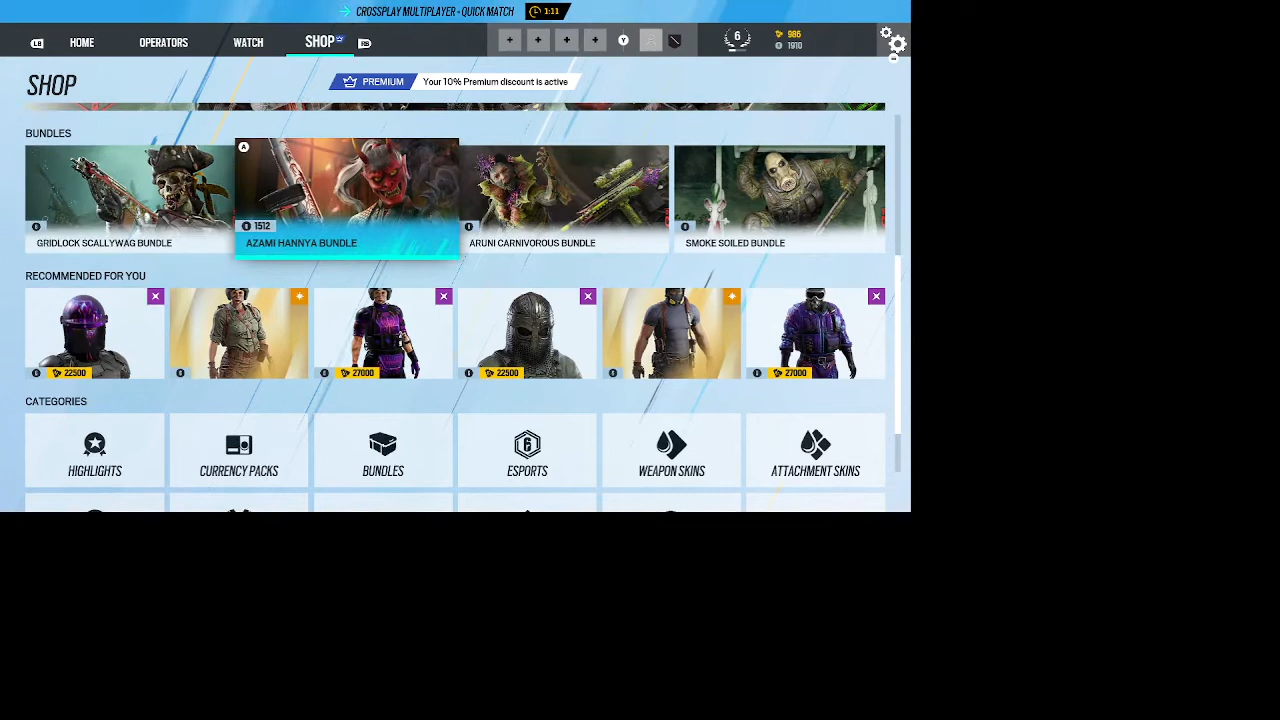 CROSSPLAY MULTIPLAYER - QUICK MATCH 1:11
LB HOME OPERATORS WATCH SHOP RB + + + + Y 6 986
1910
SHOP
PREMIUM Your 10% Premium discount is active
BUNDLES
A
1512
GRIDLOCK SCALLYWAG BUNDLE AZAMI HANNYA BUNDLE ARUNI CARNIVOROUS BUNDLE SMOKE SOILED BUNDLE
RECOMMENDED FOR YOU
22500 27000 22500 27000
CATEGORIES
HIGHLIGHTS CURRENCY PACKS BUNDLES ESPORTS WEAPON SKINS ATTACHMENT SKINS